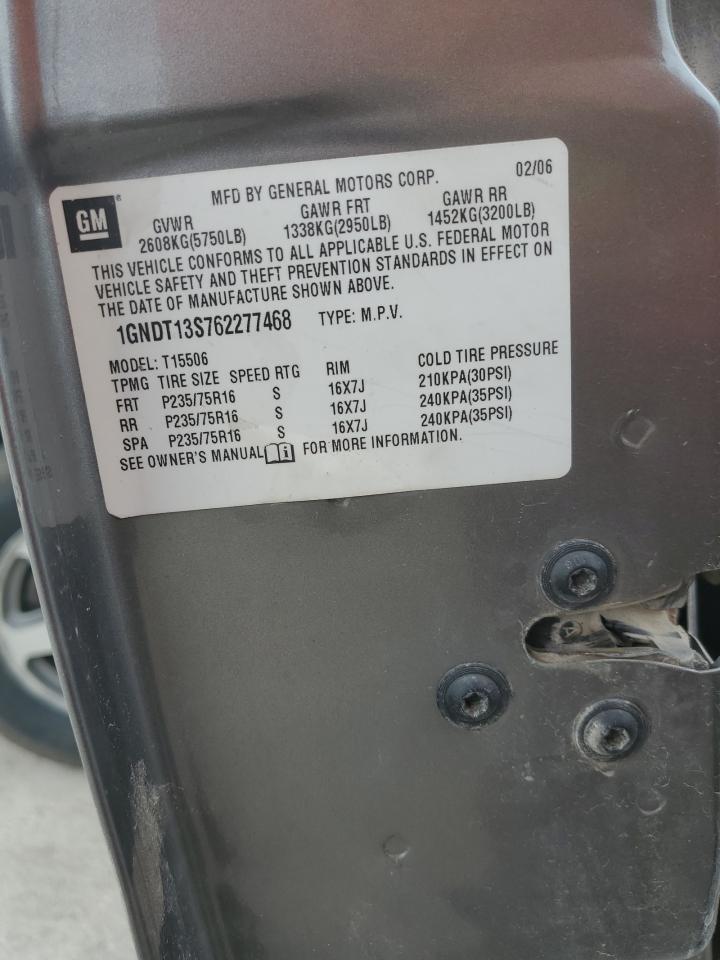 GM ®
MFD BY GENERAL MOTORS CORP. 02/06
GVWR GAWR FRT GAWR RR
2608KG(5750LB) 1338KG(2950LB) 1452KG(3200LB)
THIS VEHICLE CONFORMS TO ALL APPLICABLE U.S. FEDERAL MOTOR
VEHICLE SAFETY AND THEFT PREVENTION STANDARDS IN EFFECT ON
THE DATE OF MANUFACTURE SHOWN ABOVE.
1GNDT13S762277468 TYPE: M.P.V.
MODEL: T15506
TPMG TIRE SIZE SPEED RTG RIM COLD TIRE PRESSURE
FRT P235/75R16 S 16X7J 210KPA(30PSI)
RR P235/75R16 S 16X7J 240KPA(35PSI)
SPA P235/75R16 S 16X7J 240KPA(35PSI)
SEE OWNER'S MANUAL FOR MORE INFORMATION.